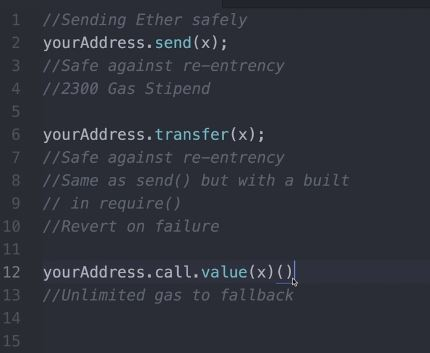 1 //Sending Ether safely
2 yourAddress.send(x);
3 //Safe against re-entrency
4 //2300 Gas Stipend
5
6 yourAddress.transfer(x);
7 //Safe against re-entrency
8 //Same as send() but with a built
9 // in require()
10 //Revert on failure
11
12 yourAddress.call.value(x)()
13 //Unlimited gas to fallback
14
15